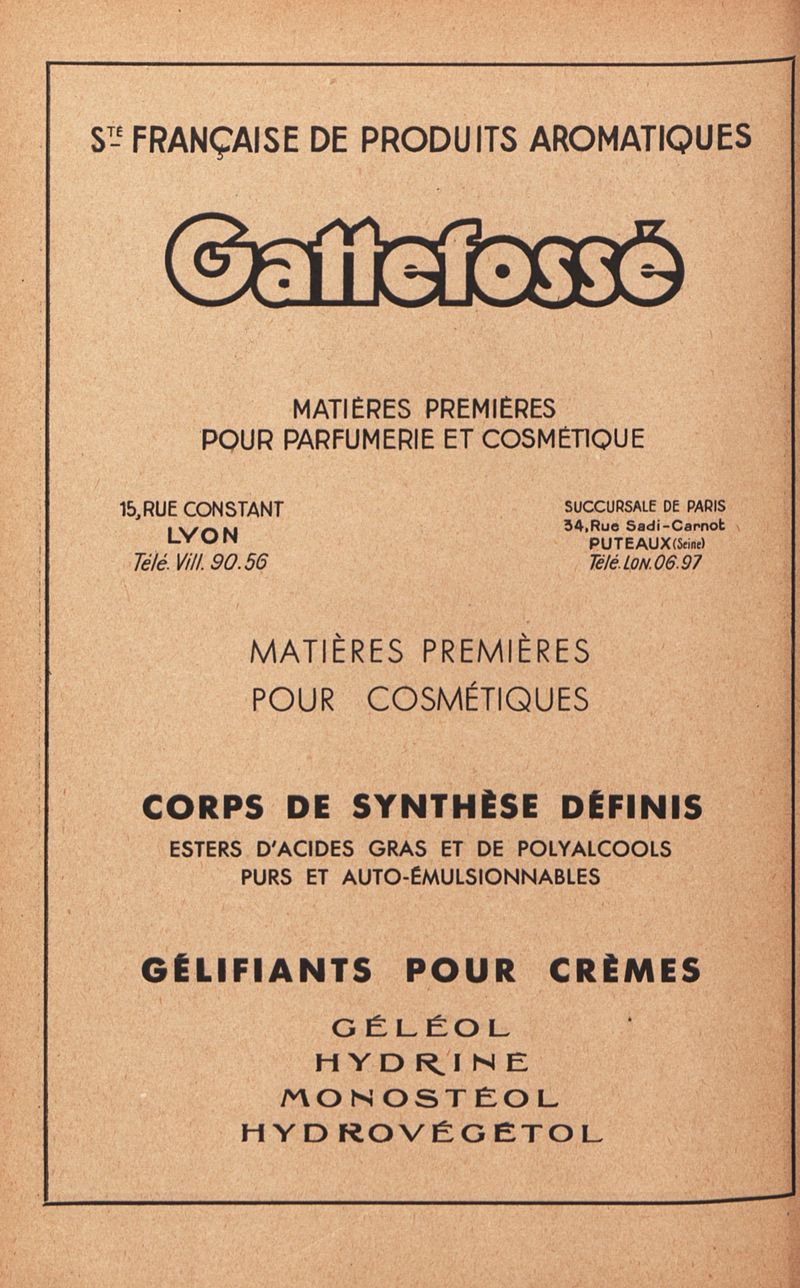 STÉ FRANÇAISE DE PRODUITS AROMATIQUES
Gattefossé
MATIÈRES PREMIÈRES
POUR PARFUMERIE ET COSMÉTIQUE
15, RUE CONSTANT
LYON
Télé. Vill. 90.56
SUCCURSALE DE PARIS
34, Rue Sadi-Carnot
PUTEAUX (Seine)
Télé. LON. 06.97
MATIÈRES PREMIÈRES
POUR COSMÉTIQUES
CORPS DE SYNTHÈSE DÉFINIS
ESTERS D'ACIDES GRAS ET DE POLYALCOOLS
PURS ET AUTO-ÉMULSIONNABLES
GÉLIFIANTS POUR CRÈMES
GÉLÉOL
HYDRINE
MONOSTÉOL
HYDROVÉGÉTOL